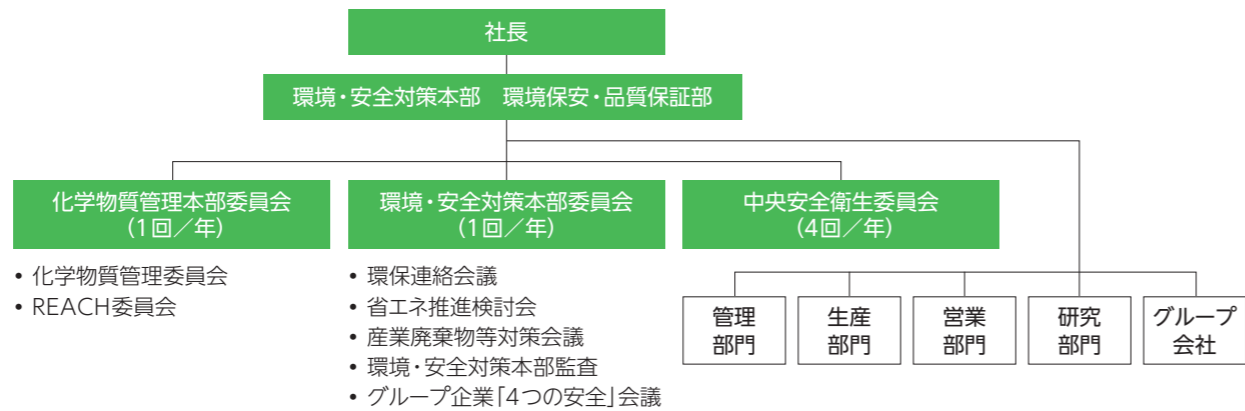 社長
環境・安全対策本部　環境保安・品質保証部
化学物質管理本部委員会
（1回／年）
環境・安全対策本部委員会
（1回／年）
中央安全衛生委員会
（4回／年）
• 化学物質管理委員会
• REACH委員会
• 環保連絡会議
• 省エネ推進検討会
• 産業廃棄物等対策会議
• 環境・安全対策本部監査
• グループ企業「4つの安全」会議
管理
部門
生産
部門
営業
部門
研究
部門
グループ
会社